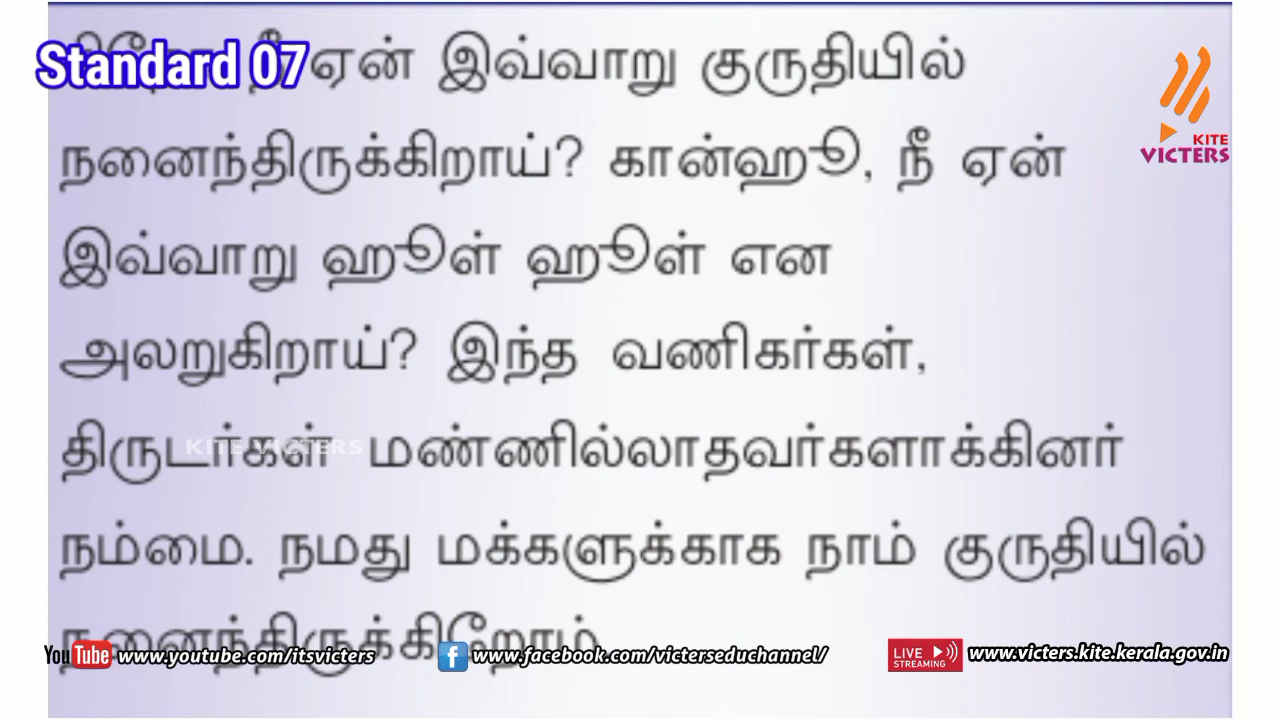 Standard 07
நீ ஏன் இவ்வாறு குருதியில்
நனைந்திருக்கிறாய்? கான்ஹூ, நீ ஏன்
இவ்வாறு ஹூள் ஹூள் என
அலறுகிறாய்? இந்த வணிகர்கள்,
திருடர்கள் மண்ணில்லாதவர்களாக்கினர்
நம்மை. நமது மக்களுக்காக நாம் குருதியில்
நனைந்திருக்கிறோம்
KITE VICTERS
KITE VICTERS
YouTube www.youtube.com/itsvicters
f www.facebook.com/victerseduchannel/
LIVE STREAMING www.victers.kite.kerala.gov.in